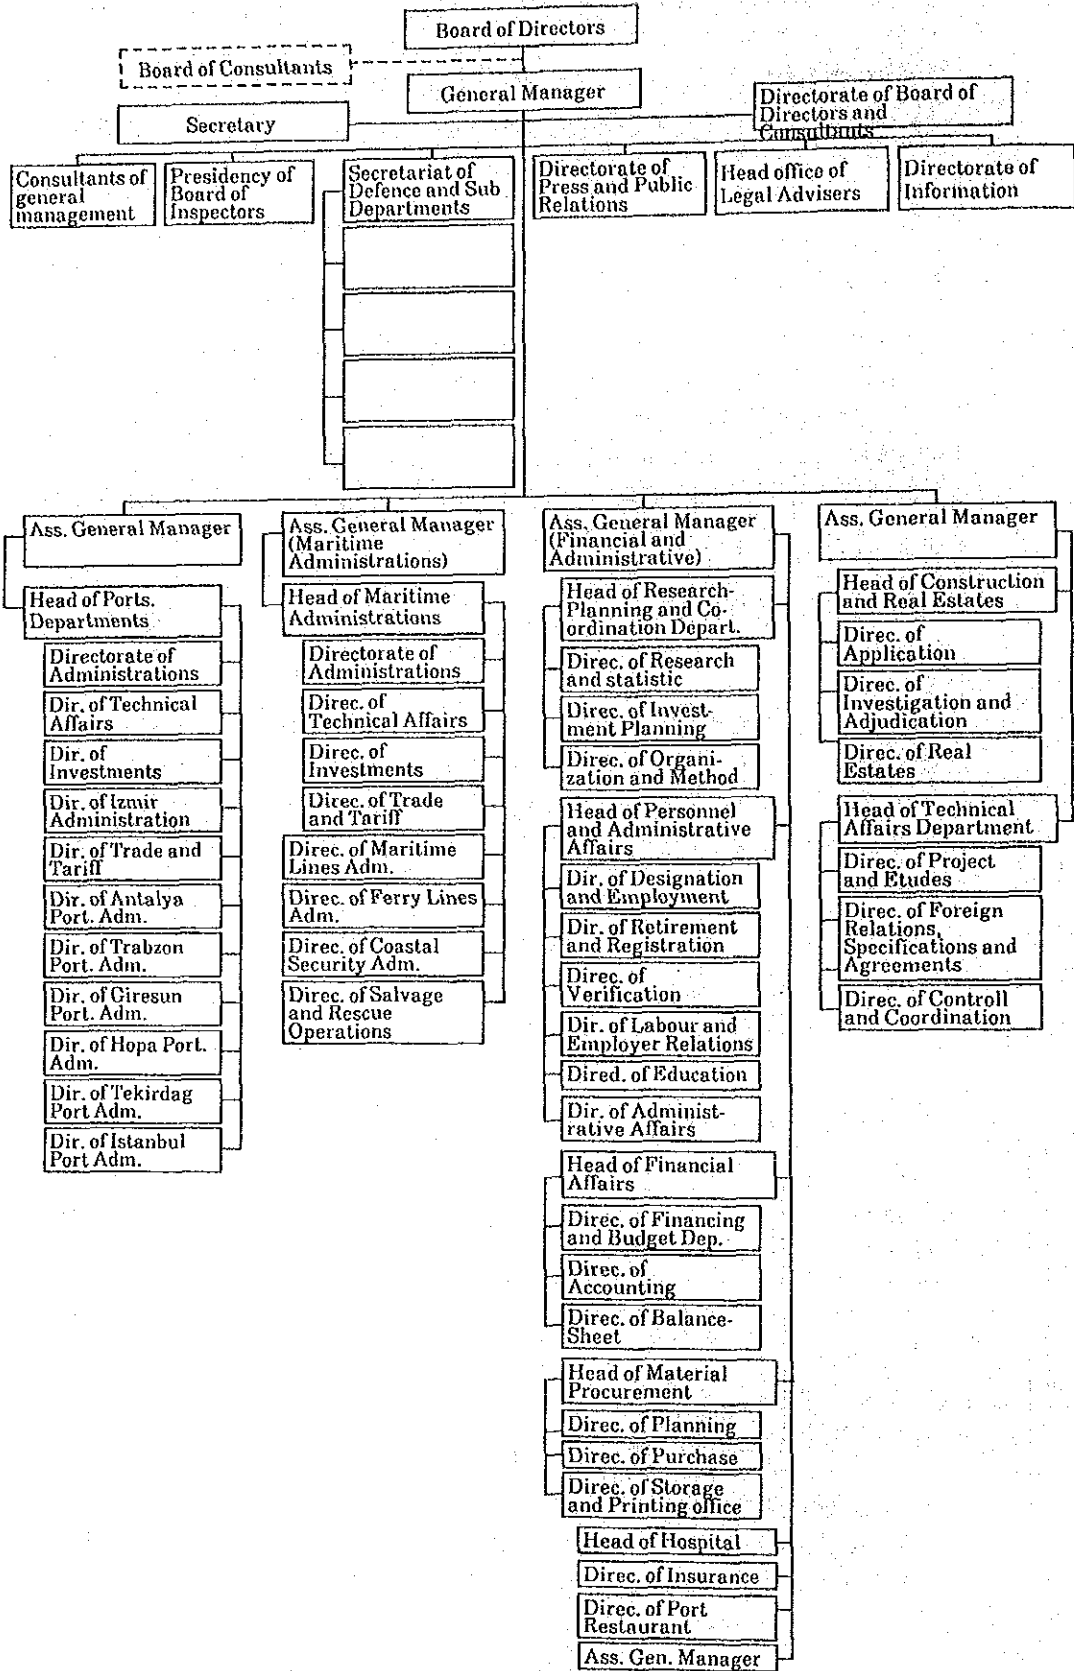 Board of Directors
Board of Consultants
General Manager
Directorate of Board of
Directors and
Consultants
Secretary
Consultants of
general
management
Presidency of
Board of
Inspectors
Secretariat of
Defence and Sub
Departments
Directorate of
Press and Public
Relations
Head office of
Legal Advisers
Directorate of
Information
Ass. General Manager
Head of Ports.
Departments
Directorate of
Administrations
Dir. of Technical
Affairs
Dir. of
Investments
Dir. of Izmir
Administration
Dir. of Trade and
Tariff
Dir. of Antalya
Port. Adm.
Dir. of Trabzon
Port. Adm.
Dir. of Giresun
Port. Adm.
Dir. of Hopa Port.
Adm.
Dir. of Tekirdag
Port Adm.
Dir. of Istanbul
Port Adm.
Ass. General Manager
(Maritime
Administrations)
Head of Maritime
Administrations
Directorate of
Administrations
Direc. of
Technical Affairs
Direc. of
Investments
Direc. of Trade
and Tariff
Direc. of Maritime
Lines Adm.
Direc. of Ferry Lines
Adm.
Direc. of Coastal
Security Adm.
Direc. of Salvage
and Rescue
Operations
Ass. General Manager
(Financial and
Administrative)
Head of Research-
Planning and Co-
ordination Depart.
Direc. of Research
and statistic
Direc. of Invest-
ment Planning
Direc. of Organi-
zation and Method
Head of Personnel
and Administrative
Affairs
Dir. of Designation
and Employment
Dir. of Retirement
and Registration
Direc. of
Verification
Dir. of Labour and
Employer Relations
Dired. of Education
Dir. of Administ-
rative Affairs
Head of Financial
Affairs
Direc. of Financing
and Budget Dep.
Direc. of
Accounting
Direc. of Balance-
Sheet
Head of Material
Procurement
Direc. of Planning
Direc. of Purchase
Direc. of Storage
and Printing office
Head of Hospital
Direc. of Insurance
Direc. of Port
Restaurant
Ass. Gen. Manager
Ass. General Manager
Head of Construction
and Real Estates
Direc. of
Application
Direc. of
Investigation and
Adjudication
Direc. of Real
Estates
Head of Technical
Affairs Department
Direc. of Project
and Etudes
Direc. of Foreign
Relations,
Specifications and
Agreements
Direc. of Controll
and Coordination